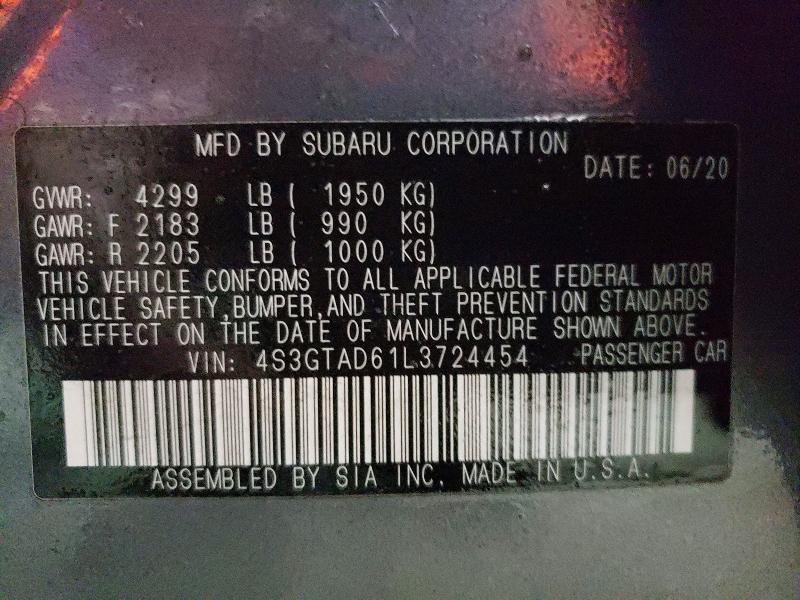 MFD BY SUBARU CORPORATION
DATE: 06/20
GVWR: 4299 LB ( 1950 KG)
GAWR: F 2183 LB ( 990 KG)
GAWR: R 2205 LB ( 1000 KG)
THIS VEHICLE CONFORMS TO ALL APPLICABLE FEDERAL MOTOR
VEHICLE SAFETY,BUMPER,AND THEFT PREVENTION STANDARDS
IN EFFECT ON THE DATE OF MANUFACTURE SHOWN ABOVE.
VIN: 4S3GTAD61L3724454 PASSENGER CAR
ASSEMBLED BY SIA INC. MADE IN U.S.A.